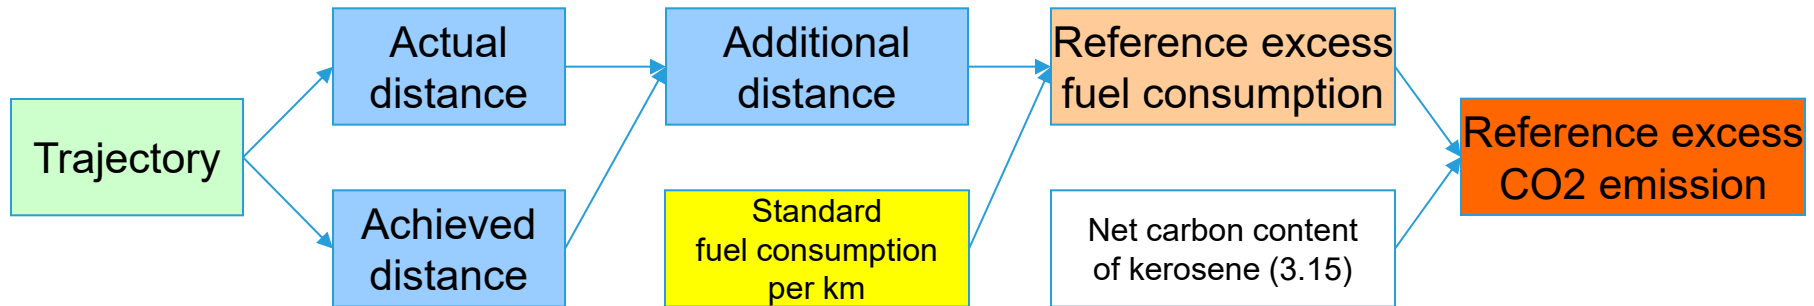 Trajectory
Actual
distance
Achieved
distance
Additional
distance
Standard
fuel consumption
per km
Reference excess
fuel consumption
Net carbon content
of kerosene (3.15)
Reference excess
CO2 emission